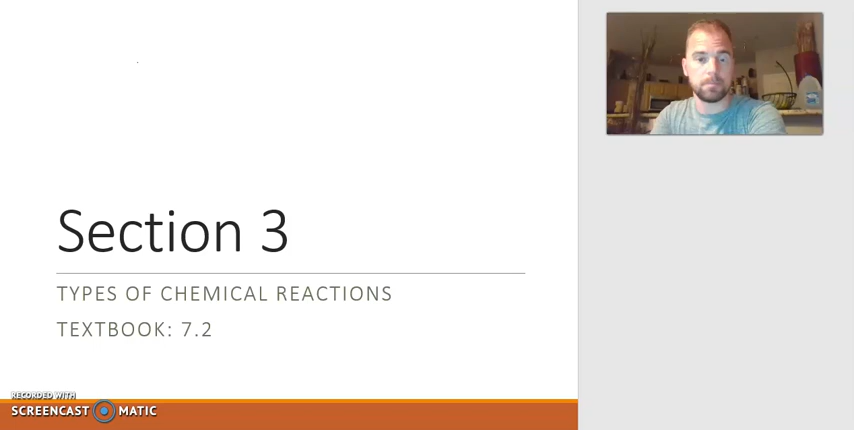 Section 3
TYPES OF CHEMICAL REACTIONS
TEXTBOOK: 7.2
RECORDED WITH
SCREENCAST MATIC